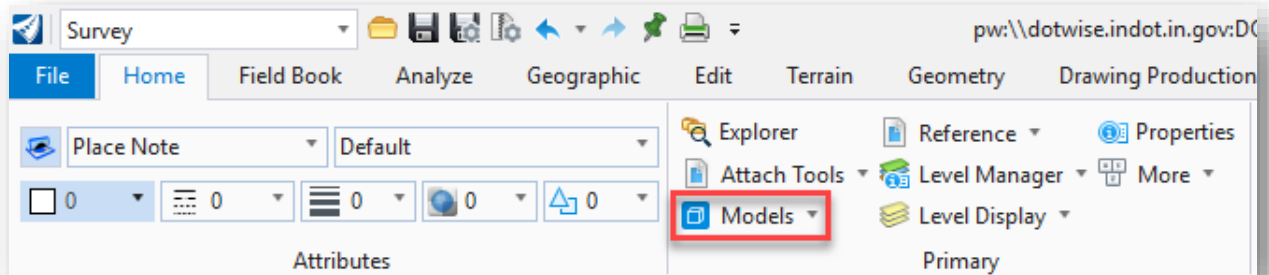 Survey pw:\\dotwise.indot.in.gov:DO
File Home Field Book Analyze Geographic Edit Terrain Geometry Drawing Production
Place Note Default Explorer Reference Properties
Attach Tools Level Manager More
0 0 0 0 0 Models Level Display
Attributes Primary